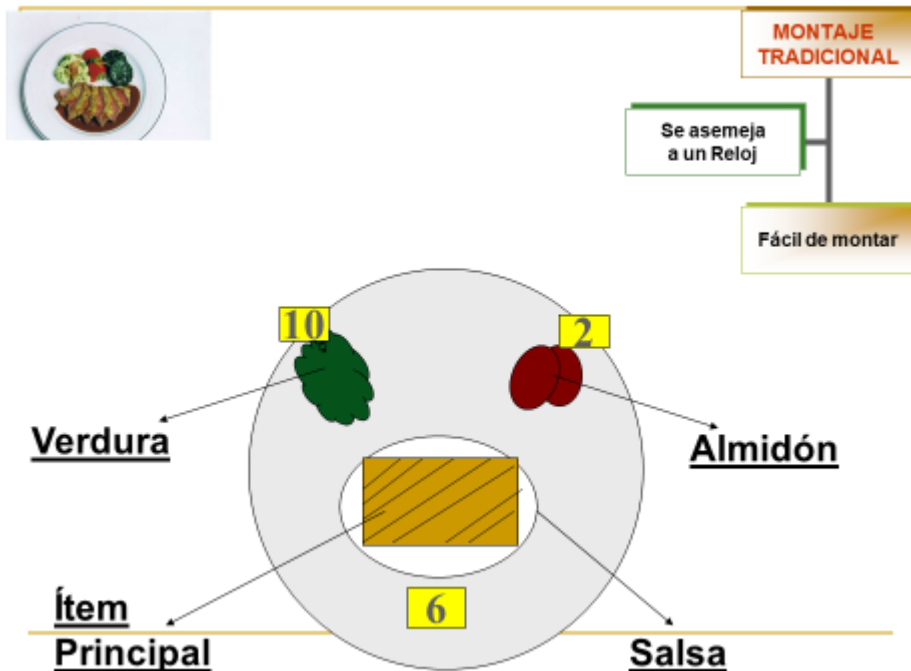 MONTAJE
TRADICIONAL
Se asemeja
a un Reloj
Fácil de montar
10
2
Verdura
Almidón
6
Ítem
Principal
Salsa